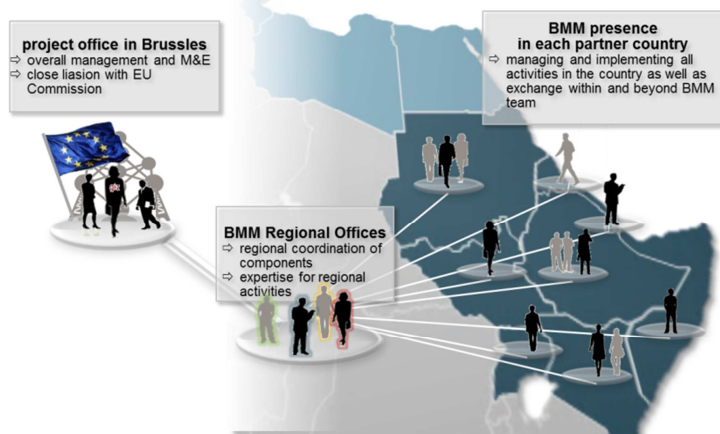 project office in Brussles
⇨ overall management and M&E
⇨ close liasion with EU
Commission
BMM presence
in each partner country
⇨ managing and implementing all
activities in the country as well as
exchange within and beyond BMM
team
BMM Regional Offices
⇨ regional coordination of
components
⇨ expertise for regional
activities